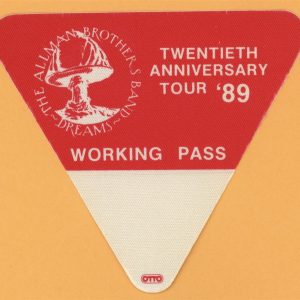 THE ALLMAN BROTHERS BAND
~DREAMS~
TWENTIETH
ANNIVERSARY
TOUR '89
WORKING PASS
OTTO